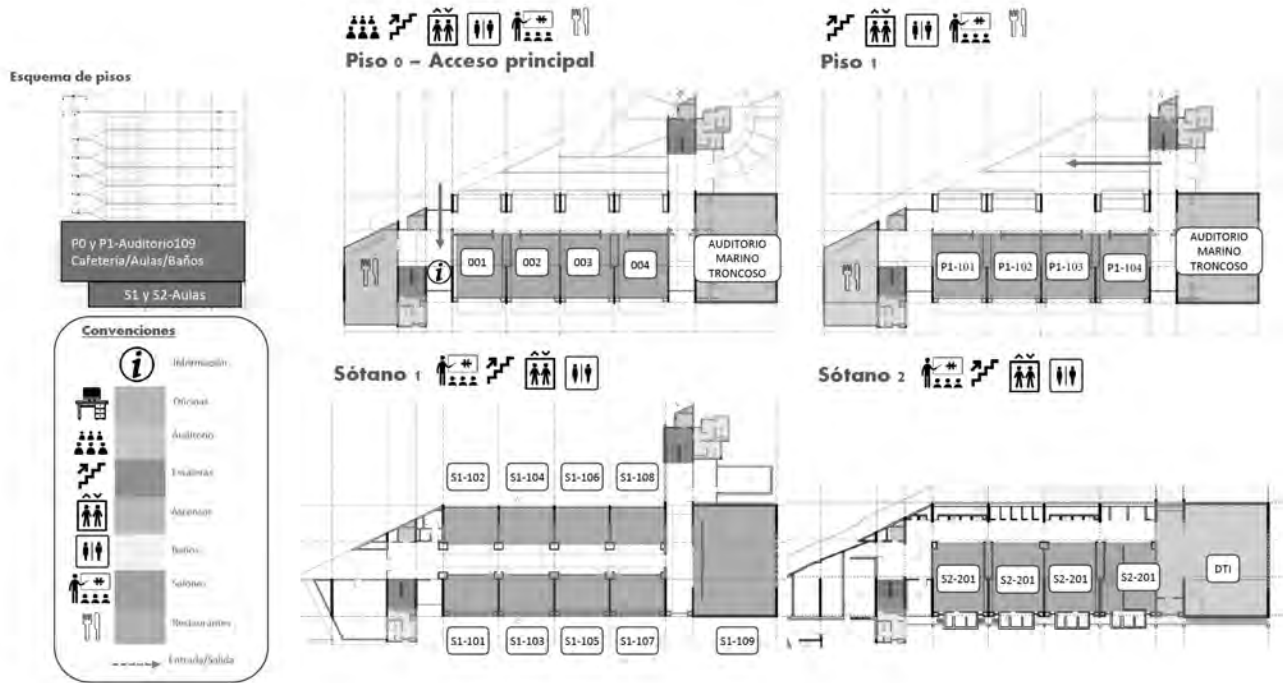 Esquema de pisos
P0 y P1-Auditorio109
Cafetería/Aulas/Baños
S1 y S2-Aulas
Convenciones
i
Información
Oficinas
Auditorio
Escaleras
Ascensor
Baños
Salones
Restaurantes
Entrada/Salida
Piso 0 – Acceso principal
i
001
002
003
004
AUDITORIO
MARINO
TRONCOSO
Piso 1
P1-101
P1-102
P1-103
P1-104
AUDITORIO
MARINO
TRONCOSO
Sótano 1
S1-102
S1-104
S1-106
S1-108
S1-101
S1-103
S1-105
S1-107
S1-109
Sótano 2
S2-201
S2-201
S2-201
S2-201
DTI